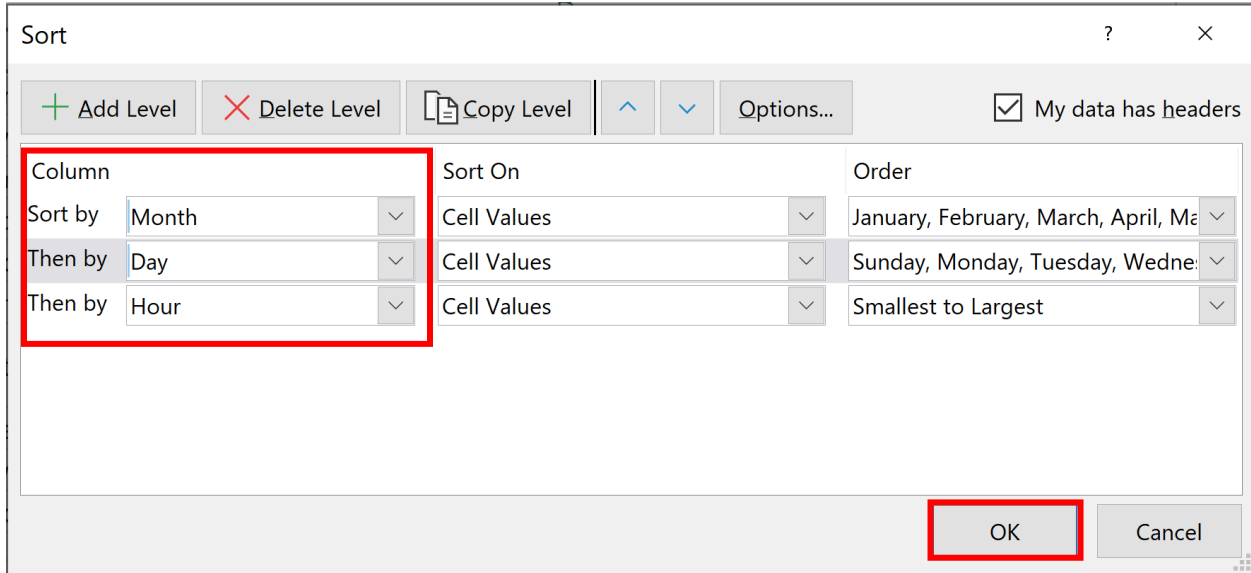 Sort ?
Add Level Delete Level Copy Level Options... My data has headers
Column Sort On Order
Sort by Month Cell Values January, February, March, April, Ma
Then by Day Cell Values Sunday, Monday, Tuesday, Wedne
Then by Hour Cell Values Smallest to Largest
OK Cancel